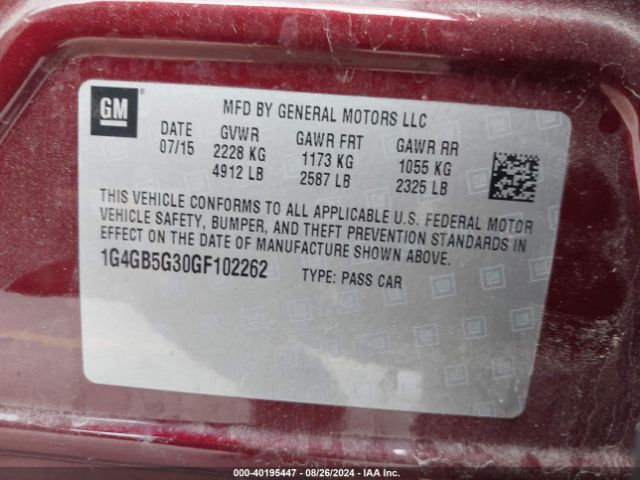 GM
MFD BY GENERAL MOTORS LLC
DATE GVWR GAWR FRT GAWR RR
07/15 2228 KG 1173 KG 1055 KG
4912 LB 2587 LB 2325 LB
THIS VEHICLE CONFORMS TO ALL APPLICABLE U.S. FEDERAL MOTOR
VEHICLE SAFETY, BUMPER, AND THEFT PREVENTION STANDARDS IN
EFFECT ON THE DATE OF MANUFACTURE SHOWN ABOVE.
1G4GB5G30GF102262 TYPE: PASS CAR
000-40195447 - 08/26/2024 - IAA Inc.